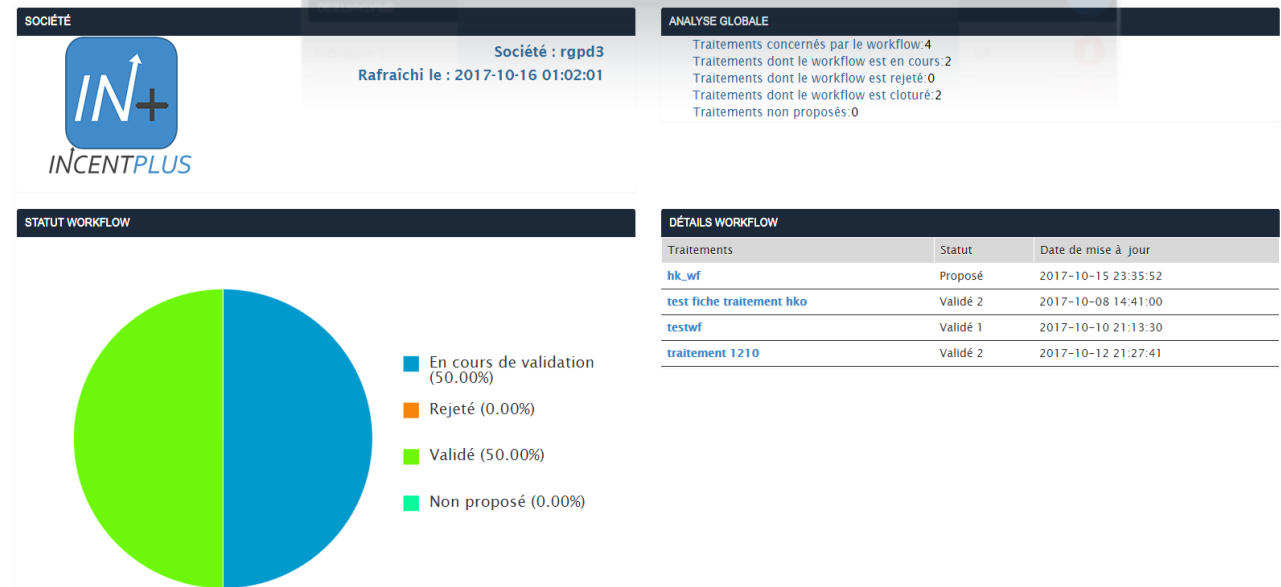 SOCIÉTÉ
IN+
INCENTPLUS
Société : rgpd3
Rafraîchi le : 2017-10-16 01:02:01
ANALYSE GLOBALE
Traitements concernés par le workflow:4
Traitements dont le workflow est en cours:2
Traitements dont le workflow est rejeté:0
Traitements dont le workflow est cloturé:2
Traitements non proposés:0
STATUT WORKFLOW
En cours de validation
(50.00%)
Rejeté (0.00%)
Validé (50.00%)
Non proposé (0.00%)
DÉTAILS WORKFLOW
Traitements Statut Date de mise à jour
hk_wf Proposé 2017-10-15 23:35:52
test fiche traitement hko Validé 2 2017-10-08 14:41:00
testwf Validé 1 2017-10-10 21:13:30
traitement 1210 Validé 2 2017-10-12 21:27:41